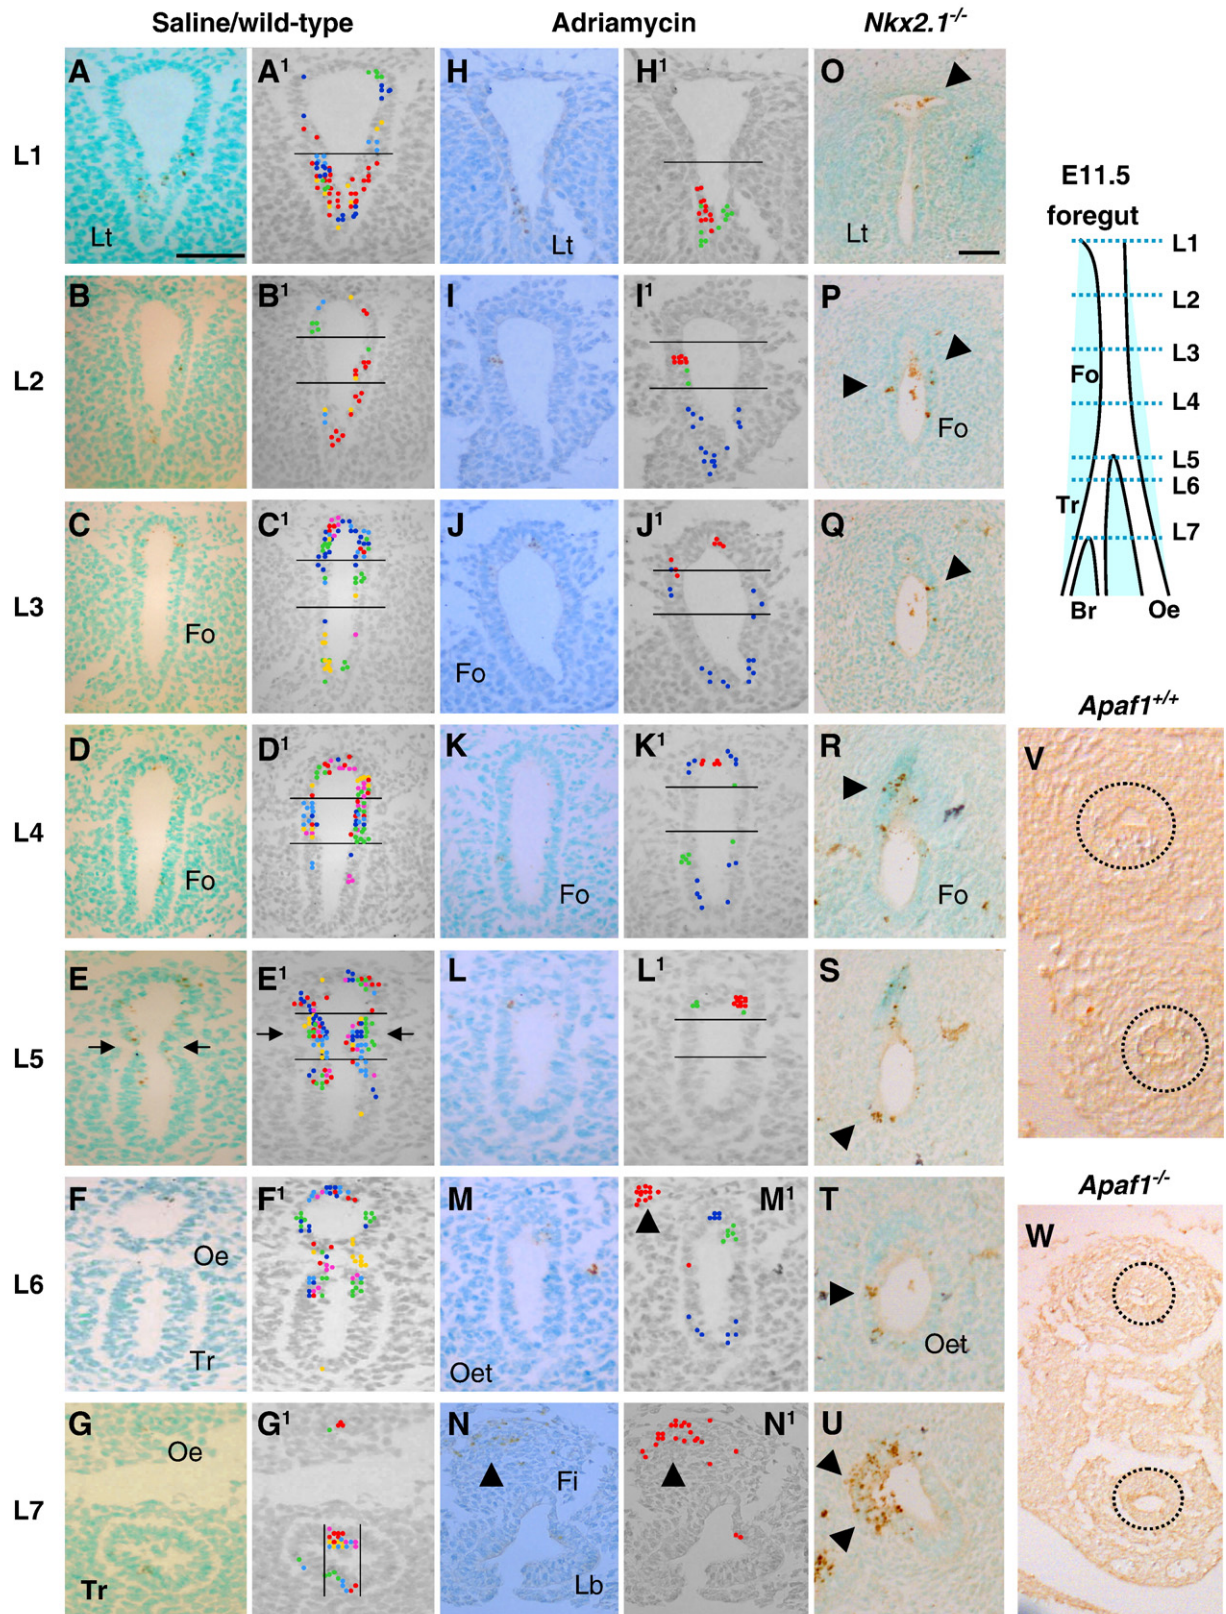 Saline/wild-type Adriamycin Nkx2.1-/-
L1 A Lt A1 H Lt H1 O Lt
L2 B B1 I I1 P Fo
L3 C Fo C1 J Fo J1 Q
L4 D Fo D1 K Fo K1 R Fo
L5 E E1 L L1 S
L6 F Oe Tr F1 M Oet M1 T Oet
L7 G Oe Tr G1 N Fi Lb N1 U
E11.5
foregut
L1
L2
L3
Fo
L4
L5
L6
Tr
L7
Br Oe
Apaf1+/+
V
Apaf1-/-
W